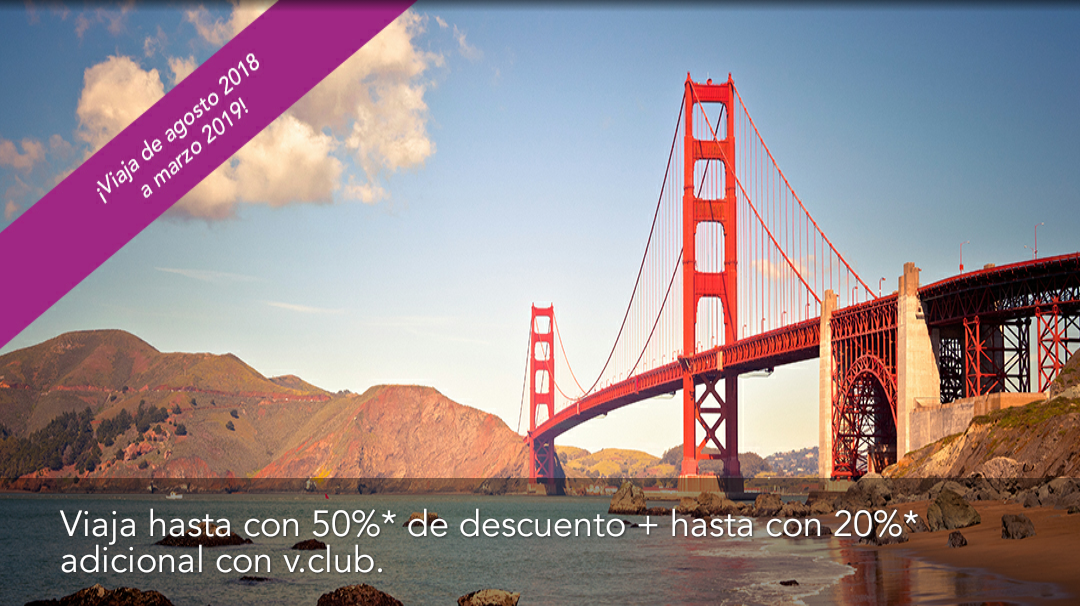 ¡Viaja de agosto 2018
a marzo 2019!
Viaja hasta con 50%* de descuento + hasta con 20%*
adicional con v.club.